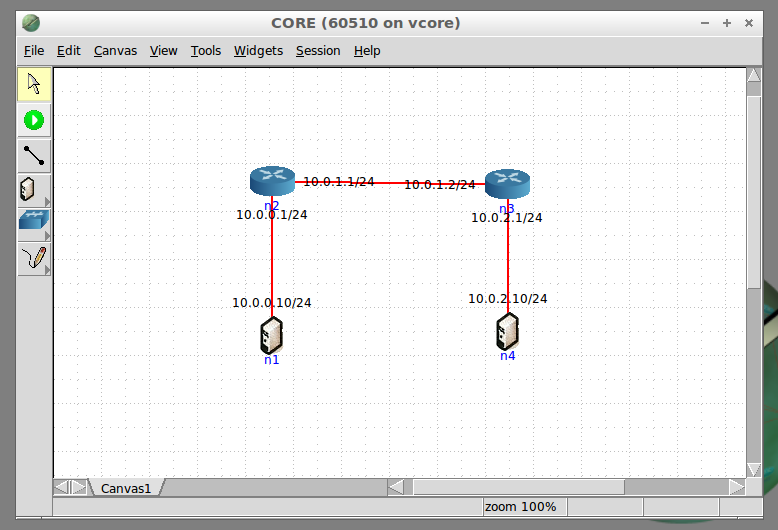 CORE (60510 on vcore)
File Edit Canvas View Tools Widgets Session Help
10.0.1.1/24 10.0.1.2/24
n2 n3
10.0.0.1/24 10.0.2.1/24
10.0.0.10/24 10.0.2.10/24
n1 n4
Canvas1
zoom 100%